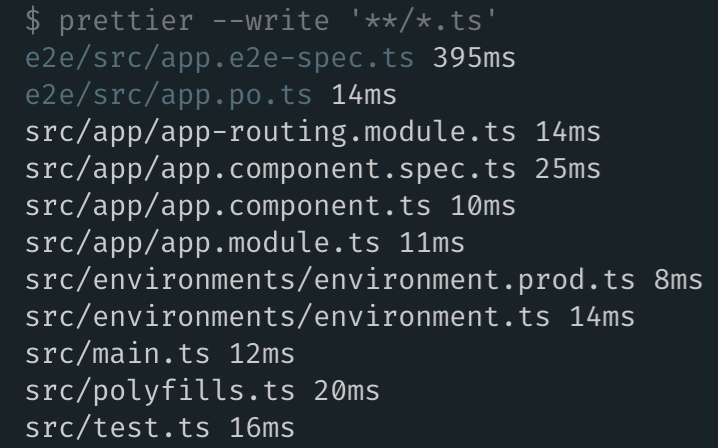 $ prettier --write '**/*.ts'
e2e/src/app.e2e-spec.ts 395ms
e2e/src/app.po.ts 14ms
src/app/app-routing.module.ts 14ms
src/app/app.component.spec.ts 25ms
src/app/app.component.ts 10ms
src/app/app.module.ts 11ms
src/environments/environment.prod.ts 8ms
src/environments/environment.ts 14ms
src/main.ts 12ms
src/polyfills.ts 20ms
src/test.ts 16ms